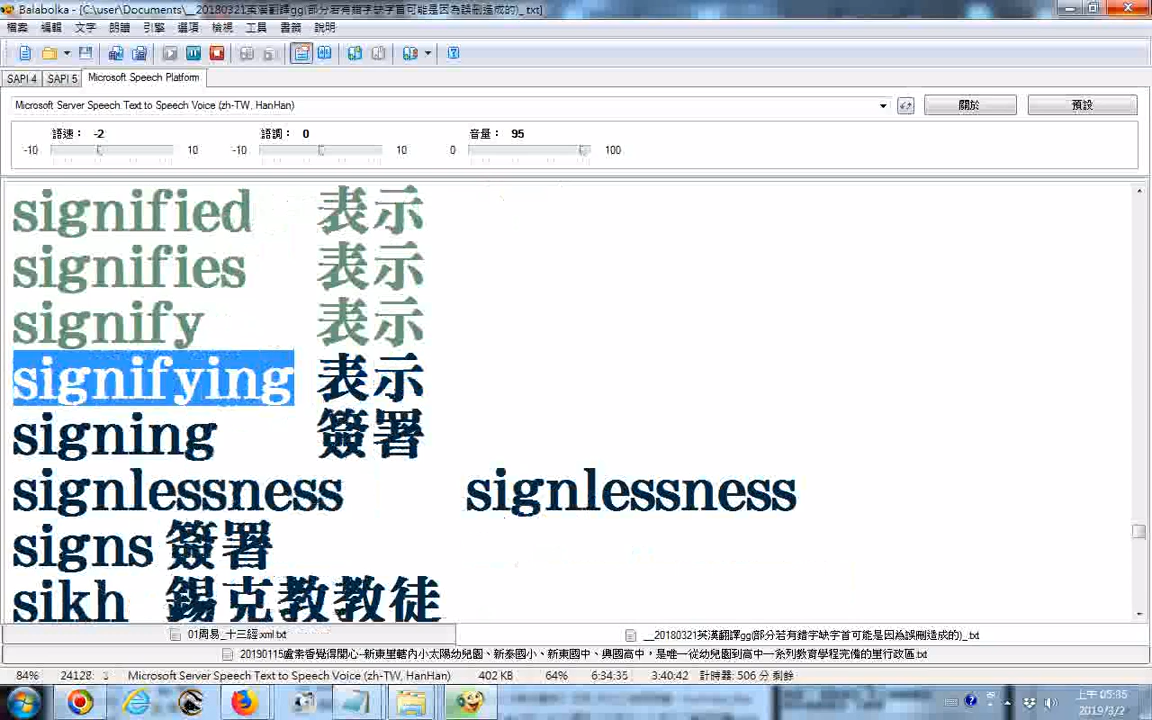 Balabolka - [C:\user\Documents\__20180321英漢翻譯gg(部分若有錯字缺字首可能是因為誤刪造成的)_.txt]
檔案 編輯 文字 朗讀 引擎 選項 檢視 工具 書籤 說明
SAPI 4 SAPI 5 Microsoft Speech Platform
Microsoft Server Speech Text to Speech Voice (zh-TW, HanHan) 關於 預設
語速： -2 語調： 0 音量： 95
-10 10 -10 10 0 100
signified 表示
signifies 表示
signify 表示
signifying 表示
signing 簽署
signlessness signlessness
signs 簽署
sikh 錫克教教徒
01周易_十三經.xml.txt __20180321英漢翻譯gg(部分若有錯字缺字首可能是因為誤刪造成的)_.txt
20190115盧素香覺得開心-新東里轄內小太陽幼兒園、新泰國小、新東國中、興國高中，是唯一從幼兒園到高中一系列教育學程完備的里行政區.txt
84% 2412B: Microsoft Server Speech Text to Speech Voice (zh-TW, HanHan) 402 KB 64% 6:34:35 3:40:42 計時器: 506 分 剩餘
上午 05:35
2019/3/2